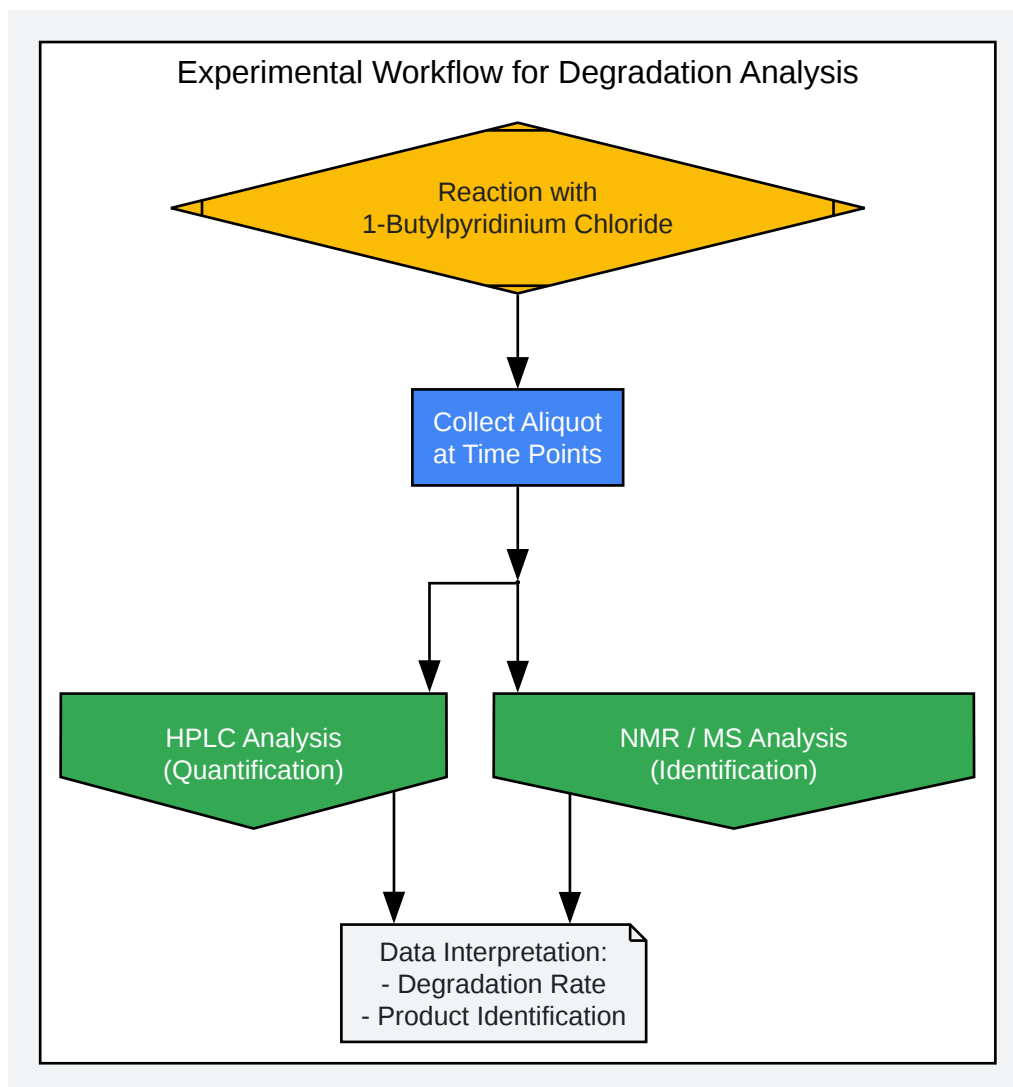 Experimental Workflow for Degradation Analysis
Reaction with
1-Butylpyridinium Chloride
Collect Aliquot
at Time Points
HPLC Analysis
(Quantification)
NMR / MS Analysis
(Identification)
Data Interpretation:
- Degradation Rate
- Product Identification